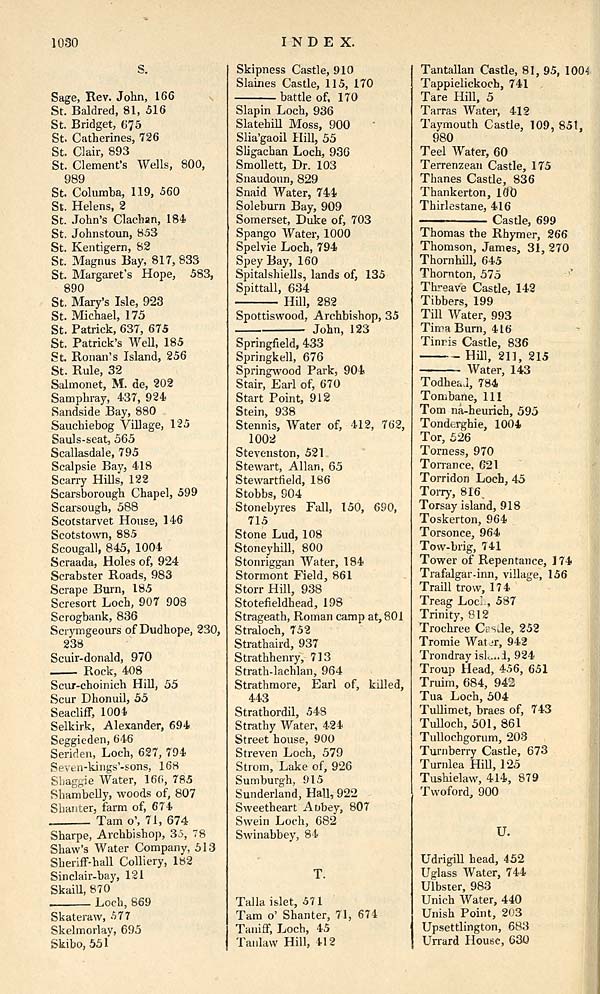 1030
INDEX.
S.
Sage, Rev. John, 166
St. Baldred, 81, 516
St. Bridget, 675
St. Catherines, 726
St. Clair, 893
St. Clement's Wells, 800,
989
St. Columba, 119, 560
St. Helens, 2
St. John's Clachan, 184
St. Johnstoun, 853
St. Kentigern, 82
St. Magnus Bay, 817, 833
St. Margaret's Hope, 583,
890
St. Mary's Isle, 923
St. Michael, 175
St. Patrick, 637, 675
St. Patrick's Well, 185
St. Ronan's Island, 256
St. Rule, 32
Salmonet, M. de, 202
Samphray, 437, 924
Sandside Bay, 880
Sauchiebog Village, 125
Sauls-seat, 565
Scallasdale, 795
Scalpsie Bay, 418
Scarry Hills, 122
Scarsborough Chapel, 599
Scarsough, 588
Scotstarvet House, 146
Scotstown, 885
Scougall, 845, 1004
Scraada, Holes of, 924
Scrabster Roads, 983
Scrape Burn, 185
Scresort Loch, 907 908
Scrogbank, 836
Scrymgeours of Dudhope, 230,
238
Scuir-donald, 970
—— Rock, 408
Scur-choinich Hill, 55
Scur Dhonuil, 55
Seacliff, 1004
Selkirk, Alexander, 694
Seggieden, 646
Seriden, Loch, 627, 794
Seven-kings'-sons, 168
Shaggie Water, 166, 785
Shambelly, woods of, 807
Shanter, farm of, 674
——— Tam o', 71, 674
Sharpe, Archbishop, 35, 78
Shaw's Water Company, 513
Sheriff-hall Colliery, 182
Sinclair-bay, 121
Skaill, 870
——— Loch, 869
Skateraw, 577
Skelmorlay, 695
Skibo, 551
Skipness Castle, 910
Slaines Castle, 115, 170
——— battle of, 170
Slapin Loch, 936
Slatehill Moss, 900
Slia'gaoil Hill, 55
Sligachan Loch, 936
Smollett, Dr. 103
Snaudoun, 829
Snaid Water, 744
Soleburn Bay, 909
Somerset, Duke of, 703
Spango Water, 1000
Spelvie Loch, 794
Spey Bay, 160
Spitalshiells, lands of, 135
Spittall, 634
——— Hill, 282
Spottiswood, Archbishop, 35
————— John, 123
Springfield, 433
Springkell, 676
Springwood Park, 904
Stair, Earl of, 670
Start Point, 912
Stein, 938
Stennis, Water of, 412, 762,
1002
Stevenston, 521
Stewart, Allan, 65
Stewartfield, 186
Stobbs, 904
Stonebyres Fall, 150, 690,
715
Stone Lud, 108
Stoneyhill, 800
Stonriggan Water, 184
Stormont Field, 861
Storr Hill, 938
Stotefieldhead, 198
Strageath, Roman camp at, 801
Straloch, 752
Strathaird, 937
Strathhenry, 713
Strath-lachlan, 964
Strathmore, Earl of, killed,
443
Strathordil, 548
Strathy Water, 424
Street house, 900
Streven Loch, 579
Strom, Lake of, 926
Sumburgh, 915
Sunderland, Hall, 922
Sweetheart Abbey, 807
Swein Loch, 682
Swinabbey, 84
T.
Talla islet, 571
Tam o' Shanter, 71, 674
Taniff, Loch, 45
Tanlaw Hill, 412
Tantallan Castle, 81, 95, 1004
Tappielickoch, 741
Tare Hill, 5
Tarras Water, 412
Taymouth Castle, 109, 851,
980
Teel Water, 60
Terrenzean Castle, 175
Thanes Castle, 836
Thankerton, 100
Thirlestane, 416
————— Castle, 699
Thomas the Rhymer, 266
Thomson, James, 31, 270
Thornhill, 645
Thornton, 575
Threave Castle, 142
Tibbers, 199
Till Water, 993
Tima Burn, 416
Tinnis Castle, 836
——— Hill, 211, 215
——— Water, 143
Todhead, 784
Tombane, 111
Tom na-heurich, 595
Tonderghie, 1004
Tor, 526
Torness, 970
Torrance, 621
Torridon Loch, 45
Torry, 816
Torsay island, 918
Toskerton, 964
Torsonce, 964
Tow-brig, 741
Tower of Repentance, 174
Trafalgar-inn, village, 156
Traill trow, 174
Treag Loch, 587
Trinity, 812
Trochree Castle, 252
Tromie Water, 942
Trondray island, 924
Troup Head, 456, 651
Truim, 684, 942
Tua Loch, 504
Tullimet, braes of, 743
Tulloch, 501, 861
Tullochgorum, 203
Turnberry Castle, 673
Turnlea Hill, 125
Tushielaw, 414, 879
Twoford, 900
U.
Udrigill head, 452
Uglass Water, 744
Ulbster, 983
Unich Water, 440
Unish Point, 203
Upsettlington, 683
Urrard House, 630